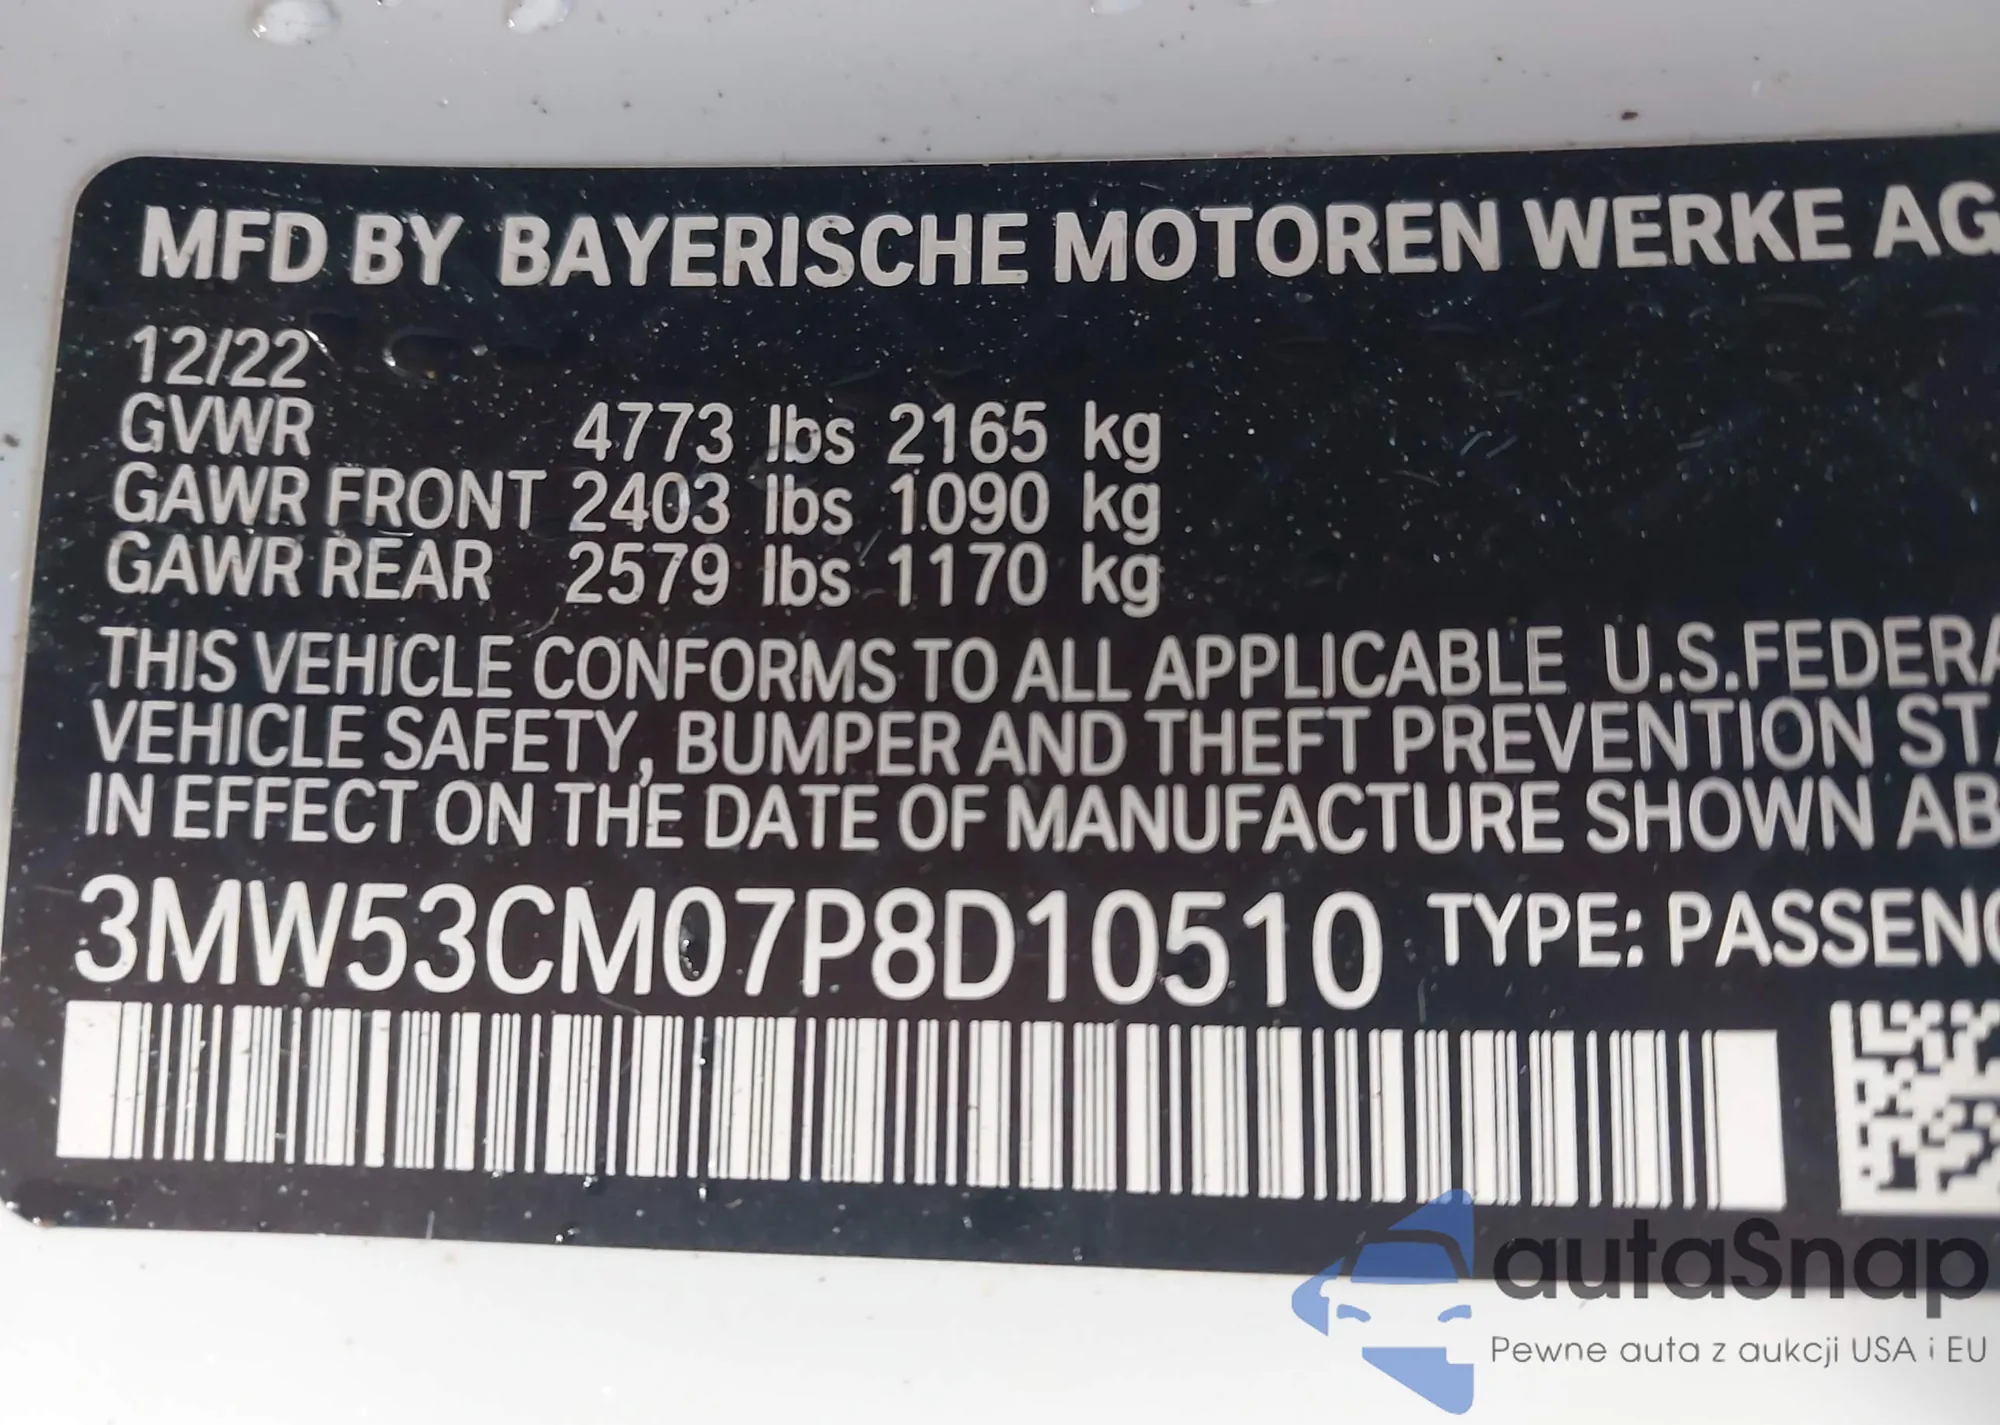 MFD BY BAYERISCHE MOTOREN WERKE AG
12/22
GVWR 4773 lbs 2165 kg
GAWR FRONT 2403 lbs 1090 kg
GAWR REAR 2579 lbs 1170 kg
THIS VEHICLE CONFORMS TO ALL APPLICABLE U.S.FEDERA
VEHICLE SAFETY, BUMPER AND THEFT PREVENTION STA
IN EFFECT ON THE DATE OF MANUFACTURE SHOWN AB
3MW53CM07P8D10510 TYPE: PASSENG
autaSnap
Pewne auta z aukcji USA i EU